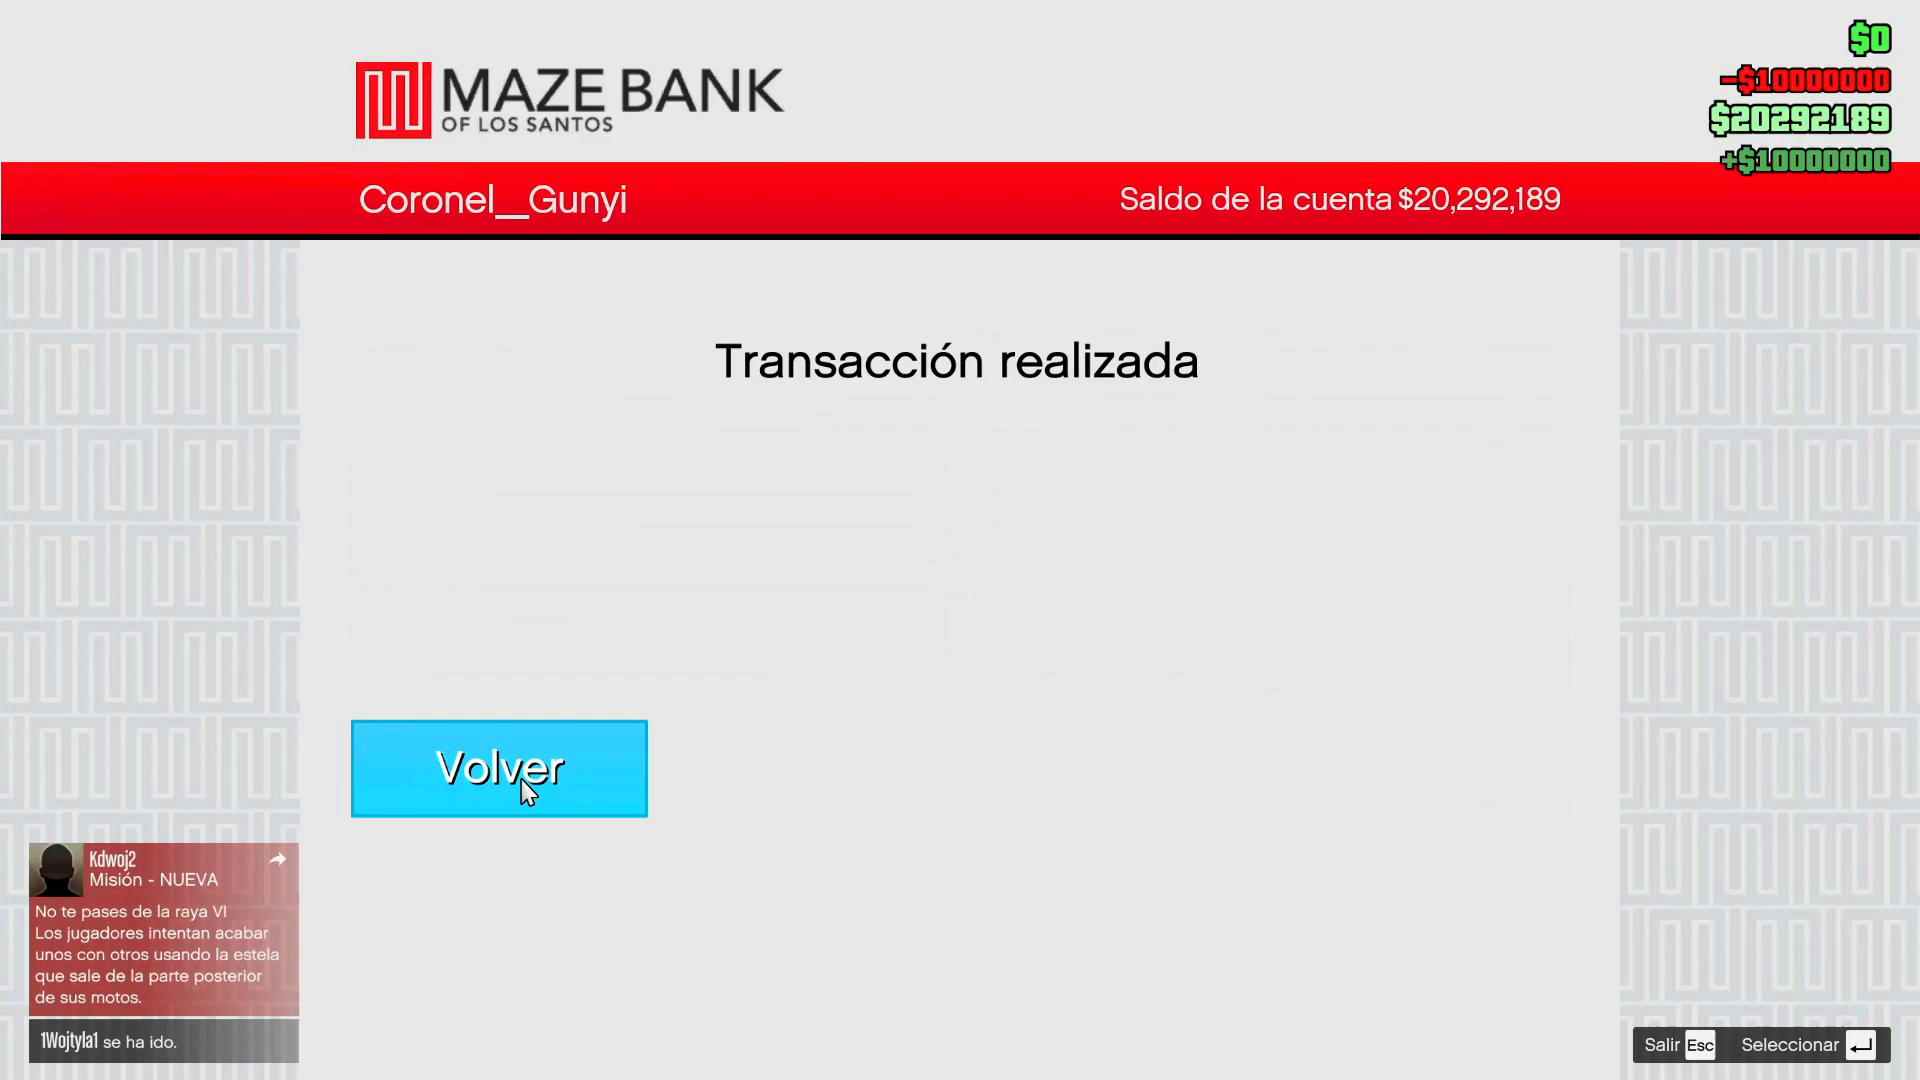 $0
-$10000000
$20292189
+$10000000
MAZE BANK
OF LOS SANTOS
Coronel__Gunyi
Saldo de la cuenta $20,292,189
Transacción realizada
Volver
Kdwoj2
Misión - NUEVA
No te pases de la raya VI
Los jugadores intentan acabar
unos con otros usando la estela
que sale de la parte posterior
de sus motos.
1Wojtyla1 se ha ido.
Salir Esc Seleccionar